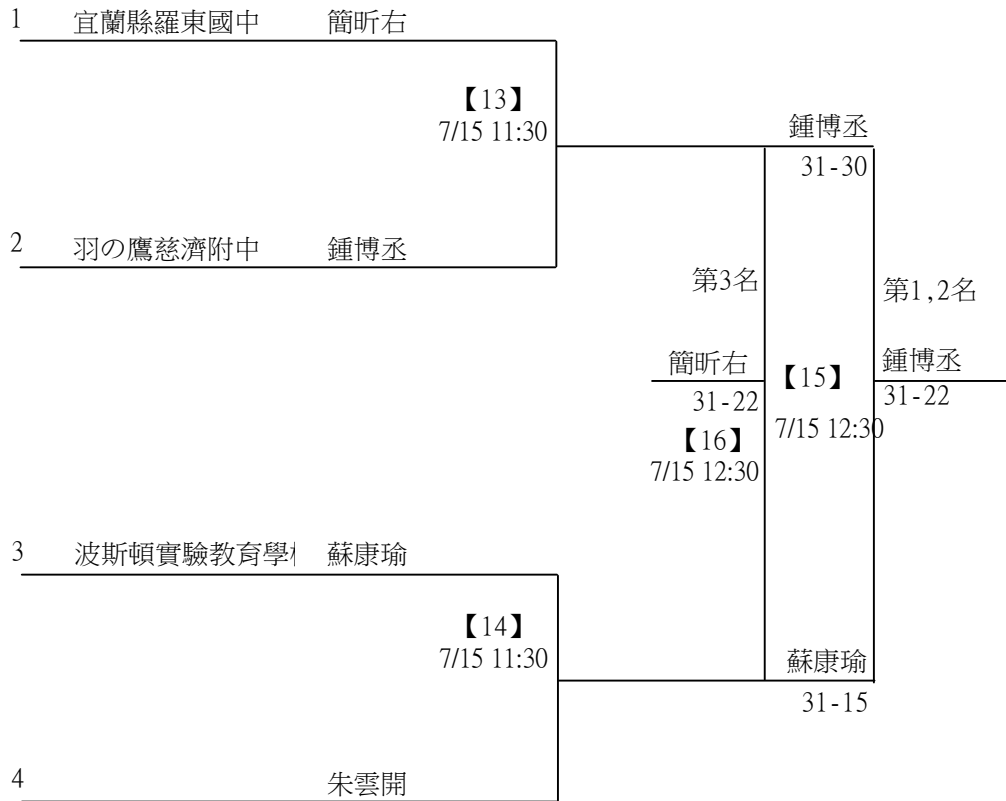 1 宜蘭縣羅東國中 簡昕右
【13】
7/15 11:30
鍾博丞
31-30
2 羽の鷹慈濟附中 鍾博丞
第3名
第1,2名
簡昕右
31-22
【15】
7/15 12:30
鍾博丞
31-22
【16】
7/15 12:30
3 波斯頓實驗教育學 蘇康瑜
【14】
7/15 11:30
蘇康瑜
31-15
4 朱雲開